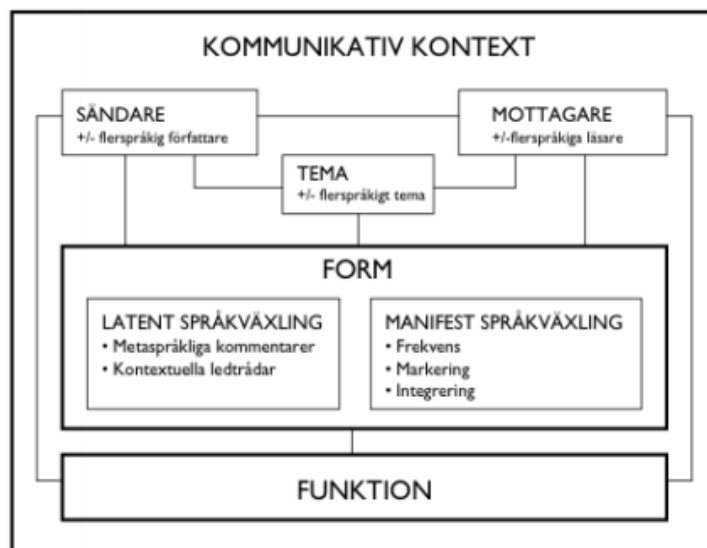 KOMMUNIKATIV KONTEXT
SÄNDARE
+/- flerspråkig författare
MOTTAGARE
+/-flerspråkiga läsare
TEMA
+/- flerspråkigt tema
FORM
LATENT SPRÅKVÄXLING
• Metaspråkliga kommentarer
• Kontextuella ledtrådar
MANIFEST SPRÅKVÄXLING
• Frekvens
• Markering
• Integrering
FUNKTION